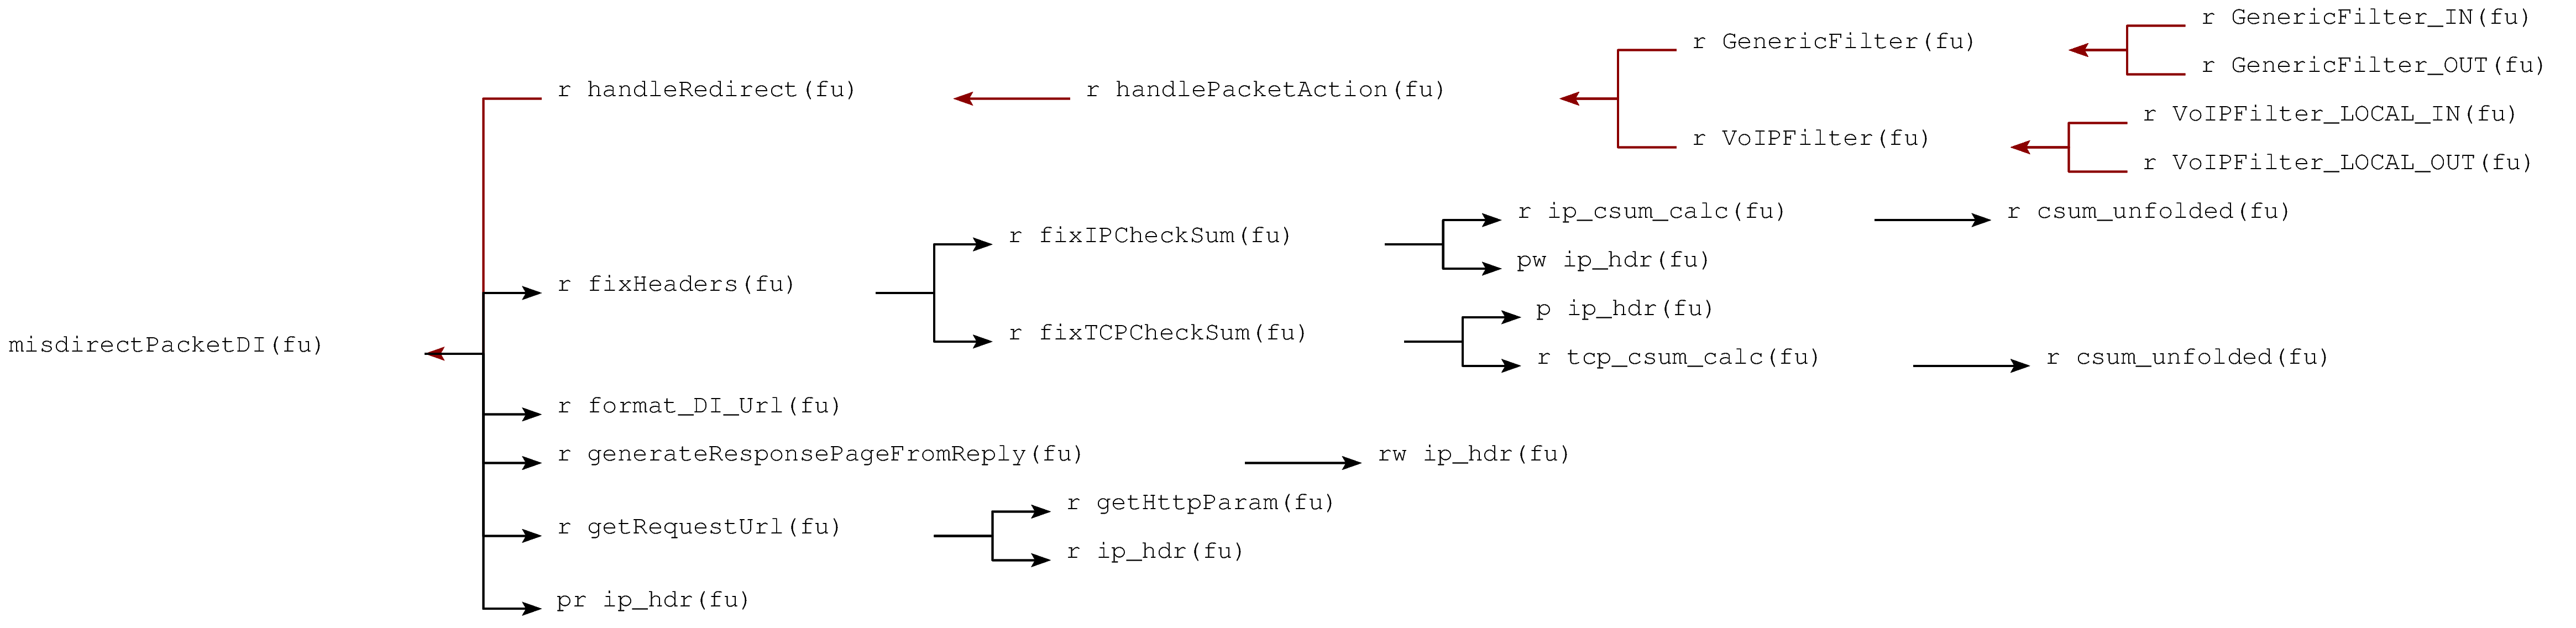 r GenericFilter_IN(fu)
r GenericFilter(fu)
r GenericFilter_OUT(fu)
r handleRedirect(fu)
r handlePacketAction(fu)
r VoIPFilter_LOCAL_IN(fu)
r VoIPFilter(fu)
r VoIPFilter_LOCAL_OUT(fu)
r ip_csum_calc(fu)
r csum_unfolded(fu)
r fixIPCheckSum(fu)
pw ip_hdr(fu)
r fixHeaders(fu)
p ip_hdr(fu)
r fixTCPCheckSum(fu)
misdirectPacketDI(fu)
r tcp_csum_calc(fu)
r csum_unfolded(fu)
r format_DI_Url(fu)
r generateResponsePageFromReply(fu)
rw ip_hdr(fu)
r getHttpParam(fu)
r getRequestUrl(fu)
r ip_hdr(fu)
pr ip_hdr(fu)